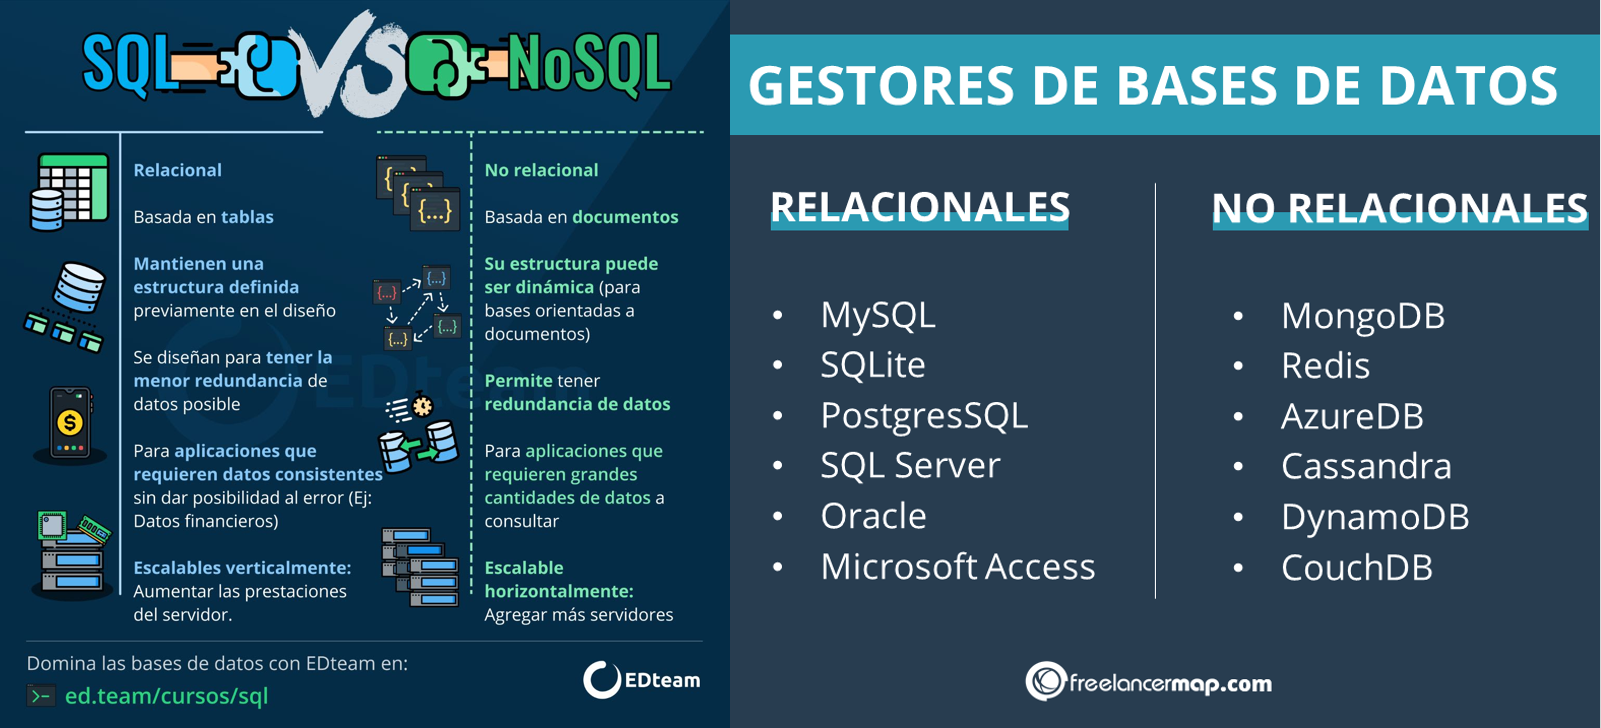 SQL VS NoSQL
Relacional
Basada en tablas
Mantienen una
estructura definida
previamente en el diseño
Se diseñan para tener la
menor redundancia de
datos posible
Para aplicaciones que
requieren datos consistentes
sin dar posibilidad al error (Ej:
Datos financieros)
Escalables verticalmente:
Aumentar las prestaciones
del servidor.
No relacional
Basada en documentos
Su estructura puede
ser dinámica (para
bases orientadas a
documentos)
Permite tener
redundancia de datos
Para aplicaciones que
requieren grandes
cantidades de datos a
consultar
Escalable
horizontalmente:
Agregar más servidores
EDteam
Domina las bases de datos con EDteam en:
ed.team/cursos/sql
EDteam
GESTORES DE BASES DE DATOS
RELACIONALES
• MySQL
• SQLite
• PostgresSQL
• SQL Server
• Oracle
• Microsoft Access
NO RELACIONALES
• MongoDB
• Redis
• AzureDB
• Cassandra
• DynamoDB
• CouchDB
freelancermap.com